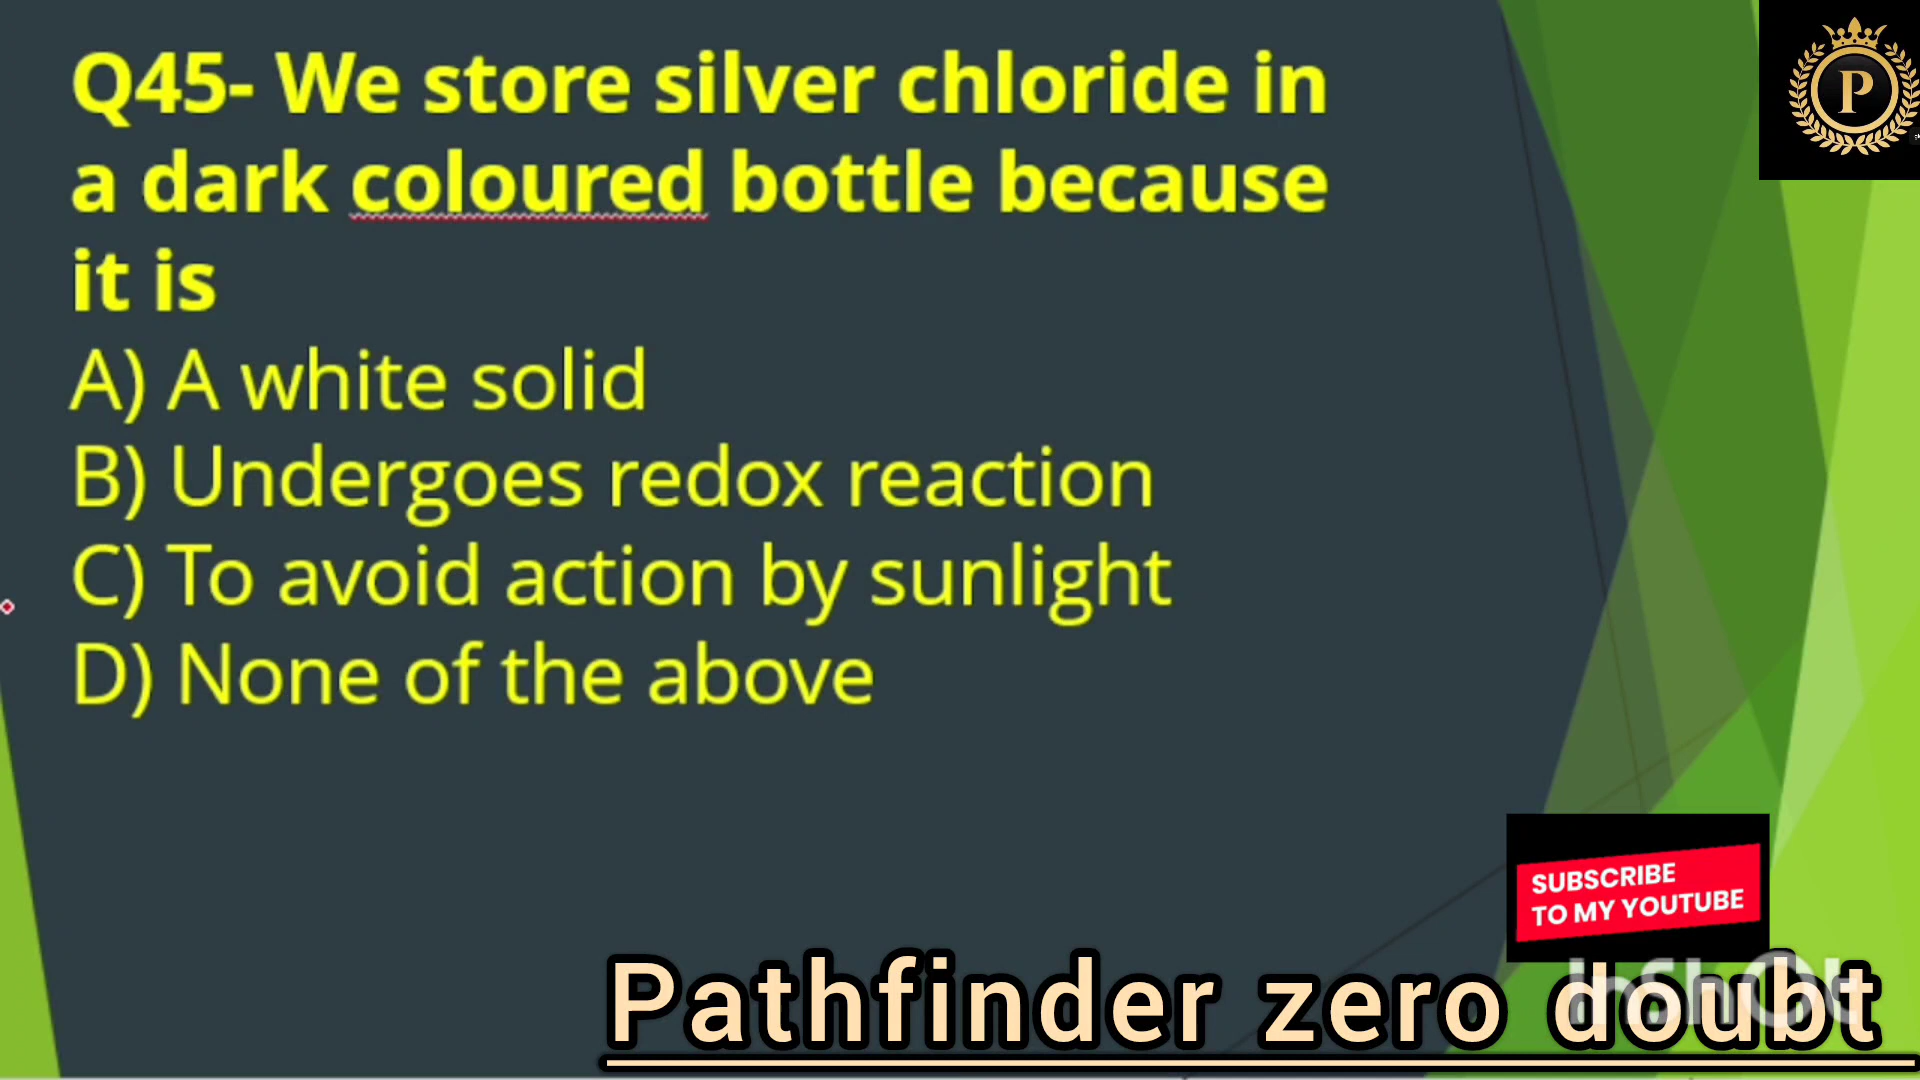 Q45- We store silver chloride in
a dark coloured bottle because
it is
A) A white solid
B) Undergoes redox reaction
C) To avoid action by sunlight
D) None of the above
P
SUBSCRIBE
TO MY YOUTUBE
InShOt
Pathfinder zero doubt